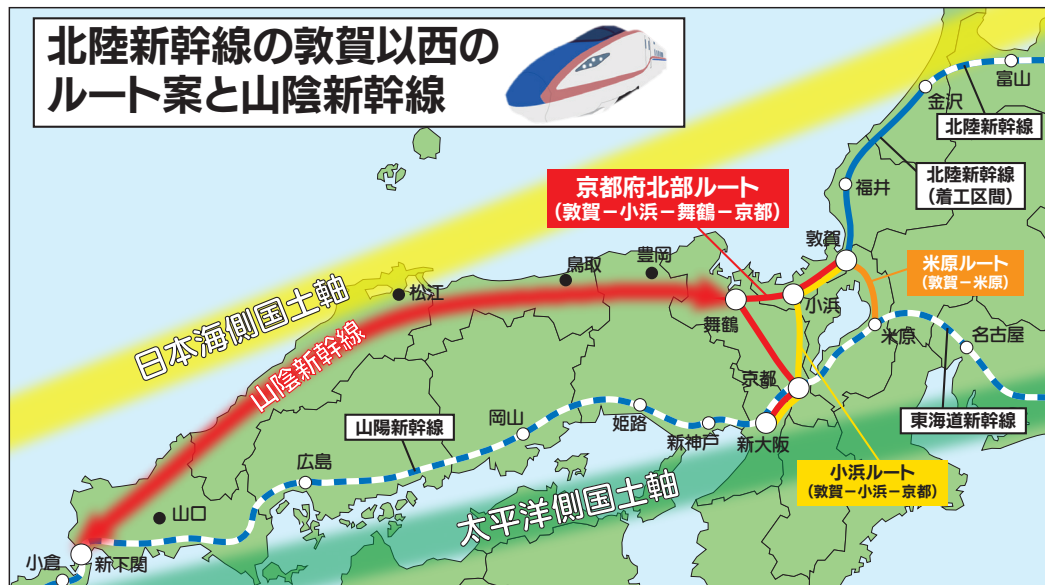 北陸新幹線の敦賀以西の
ルート案と山陰新幹線
富山
金沢
北陸新幹線
北陸新幹線
(着工区間)
福井
京都府北部ルート
(敦賀−小浜−舞鶴−京都)
敦賀
米原ルート
(敦賀−米原)
豊岡
鳥取
松江
小浜
舞鶴
日本海側国土軸
山陰新幹線
米原
名古屋
京都
東海道新幹線
山陽新幹線
岡山
姫路
新神戸
新大阪
広島
小浜ルート
(敦賀−小浜−京都)
太平洋側国土軸
山口
小倉
新下関